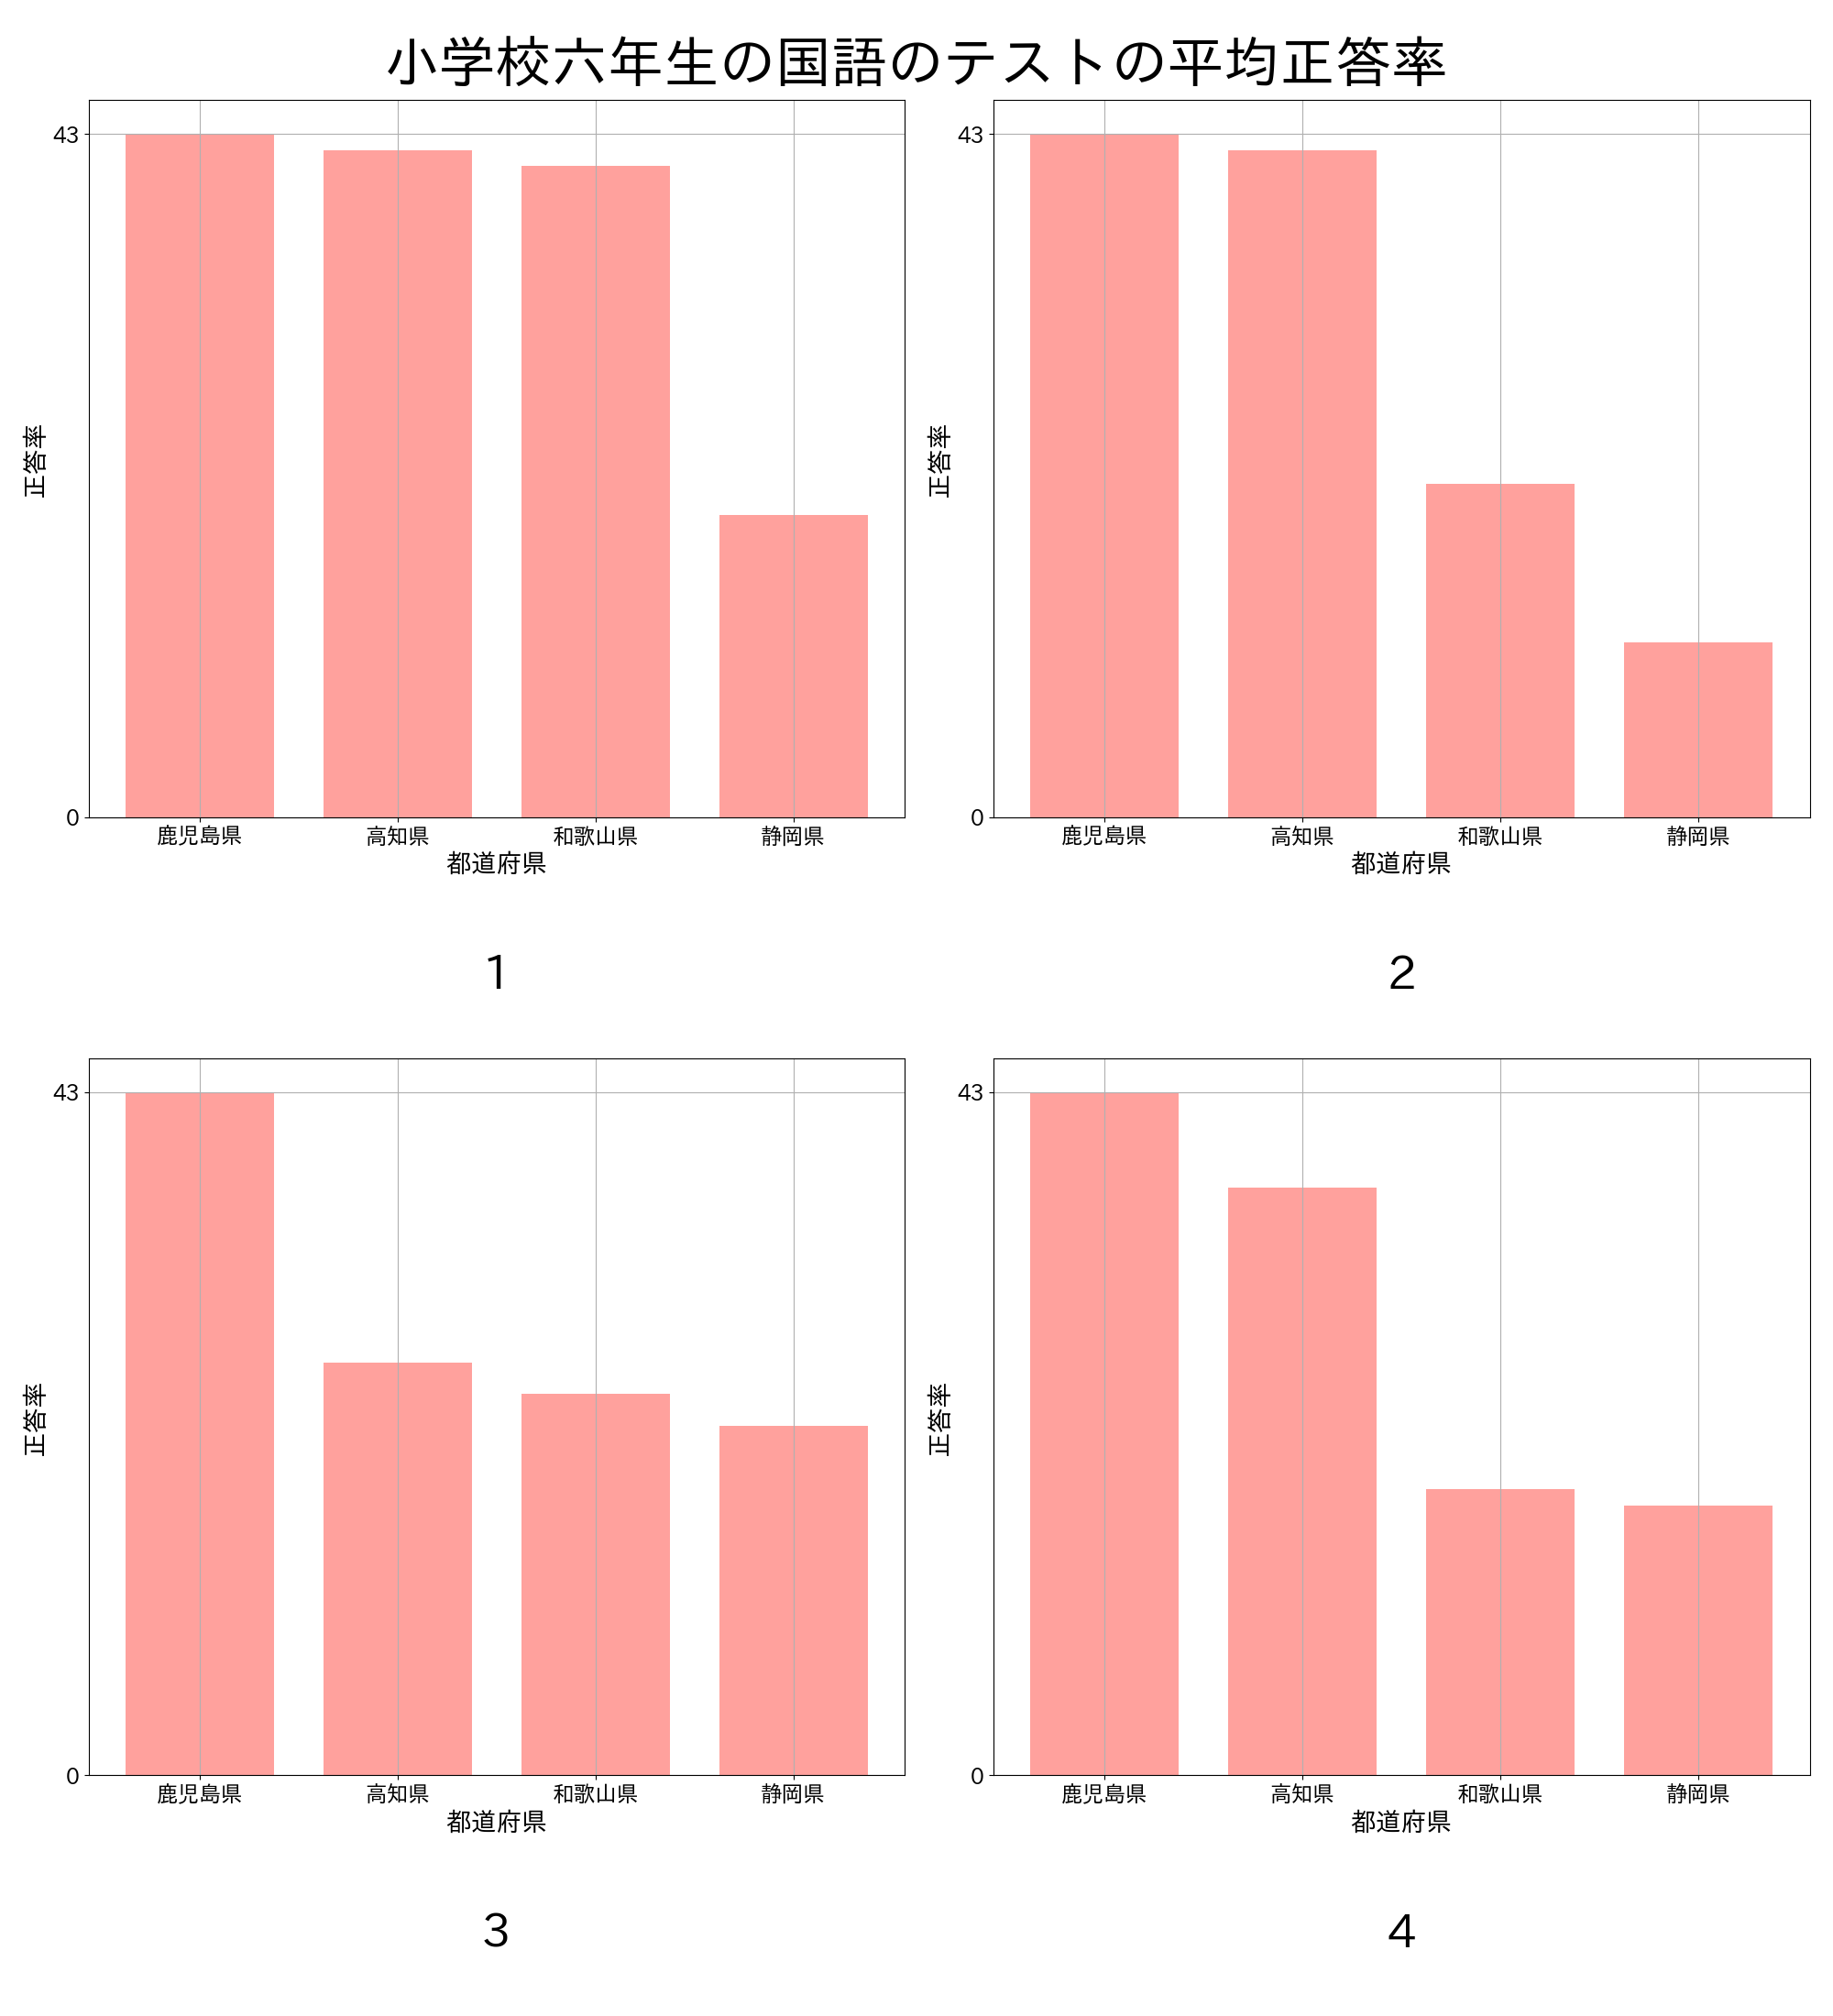 小学校六年生の国語のテストの平均正答率
43
正答率
0
鹿児島県 高知県 和歌山県 静岡県
都道府県
1
43
正答率
0
鹿児島県 高知県 和歌山県 静岡県
都道府県
2
43
正答率
0
鹿児島県 高知県 和歌山県 静岡県
都道府県
3
43
正答率
0
鹿児島県 高知県 和歌山県 静岡県
都道府県
4